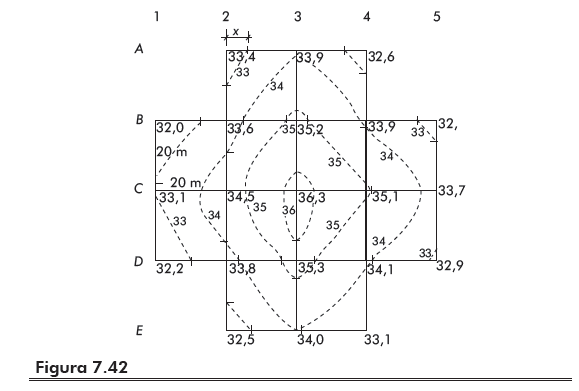 1 2 3 4 5
x
A 33,4 33,9 32,6
33
34
B 32,0 33,6 35 35,2 33,9 33 32,
20 m 35 34
C 20 m
33,1 34,5 35 36 36,3 35,1 33,7
33 34 35
34 33
D 32,2 33,8 35,3 34,1 32,9
E 32,5 34,0 33,1
Figura 7.42